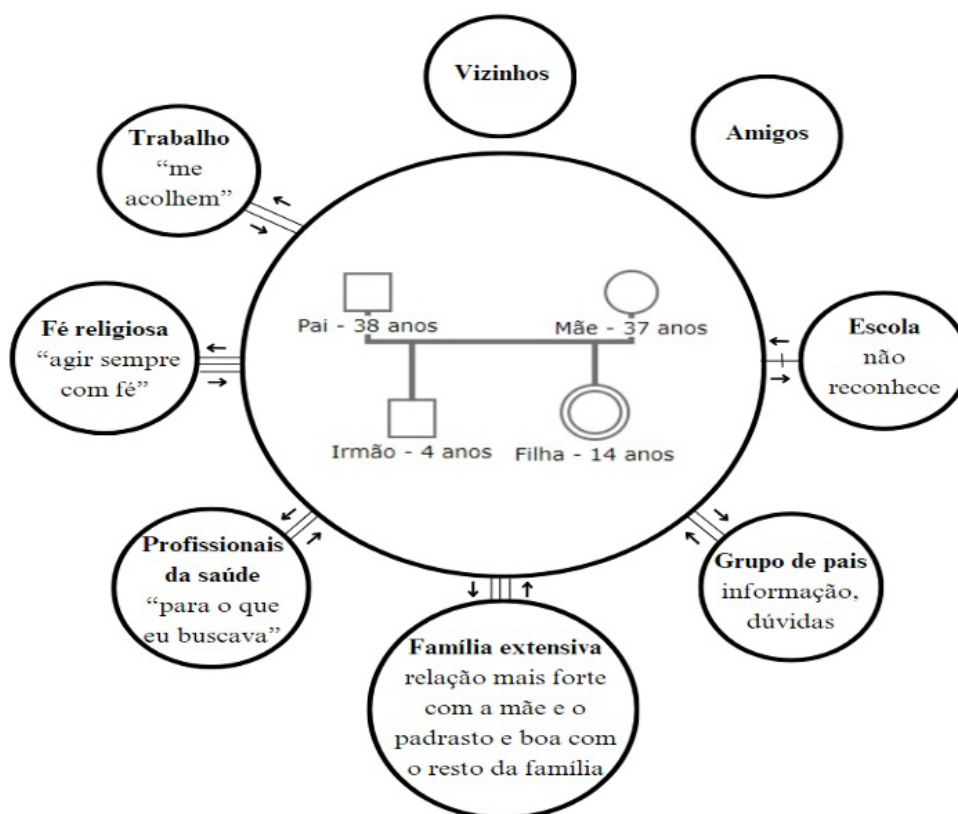 Vizinhos
Amigos
Trabalho
“me
acolhem”
Fé religiosa
“agir sempre
com fé”
Pai - 38 anos
Mãe - 37 anos
Irmão - 4 anos
Filha - 14 anos
Escola
não
reconhece
Profissionais
da saúde
“para o que
eu buscava”
Família extensiva
relação mais forte
com a mãe e o
padrasto e boa com
o resto da família
Grupo de pais
informação,
dúvidas